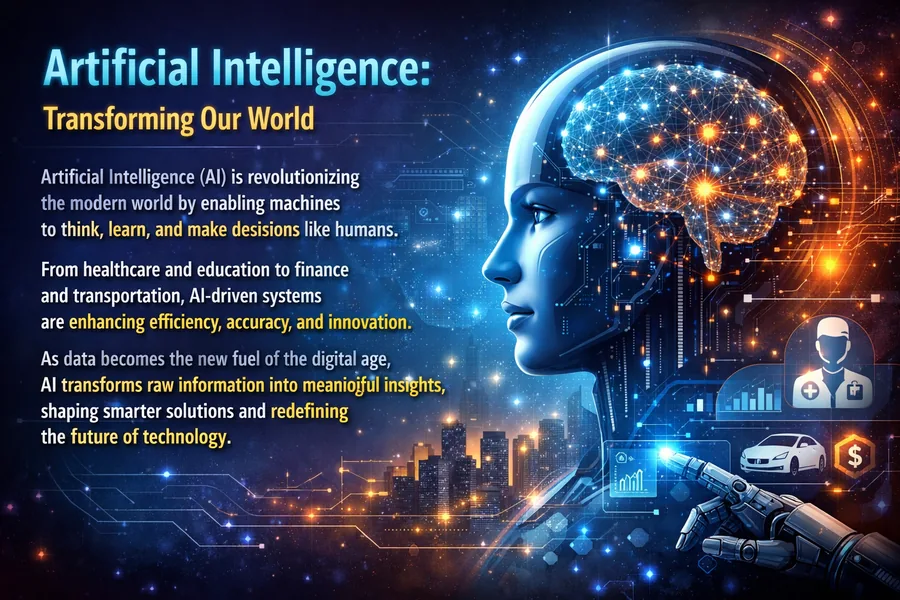 Artificial Intelligence:
Transforming Our World
Artificial Intelligence (AI) is revolutionizing
the modern world by enabling machines
to think, learn, and make decisions like humans.
From healthcare and education to finance
and transportation, AI-driven systems
are enhancing efficiency, accuracy, and innovation.
As data becomes the new fuel of the digital age,
AI transforms raw information into meaniojful insights,
shaping smarter solutions and redefining
the future of technology.
$